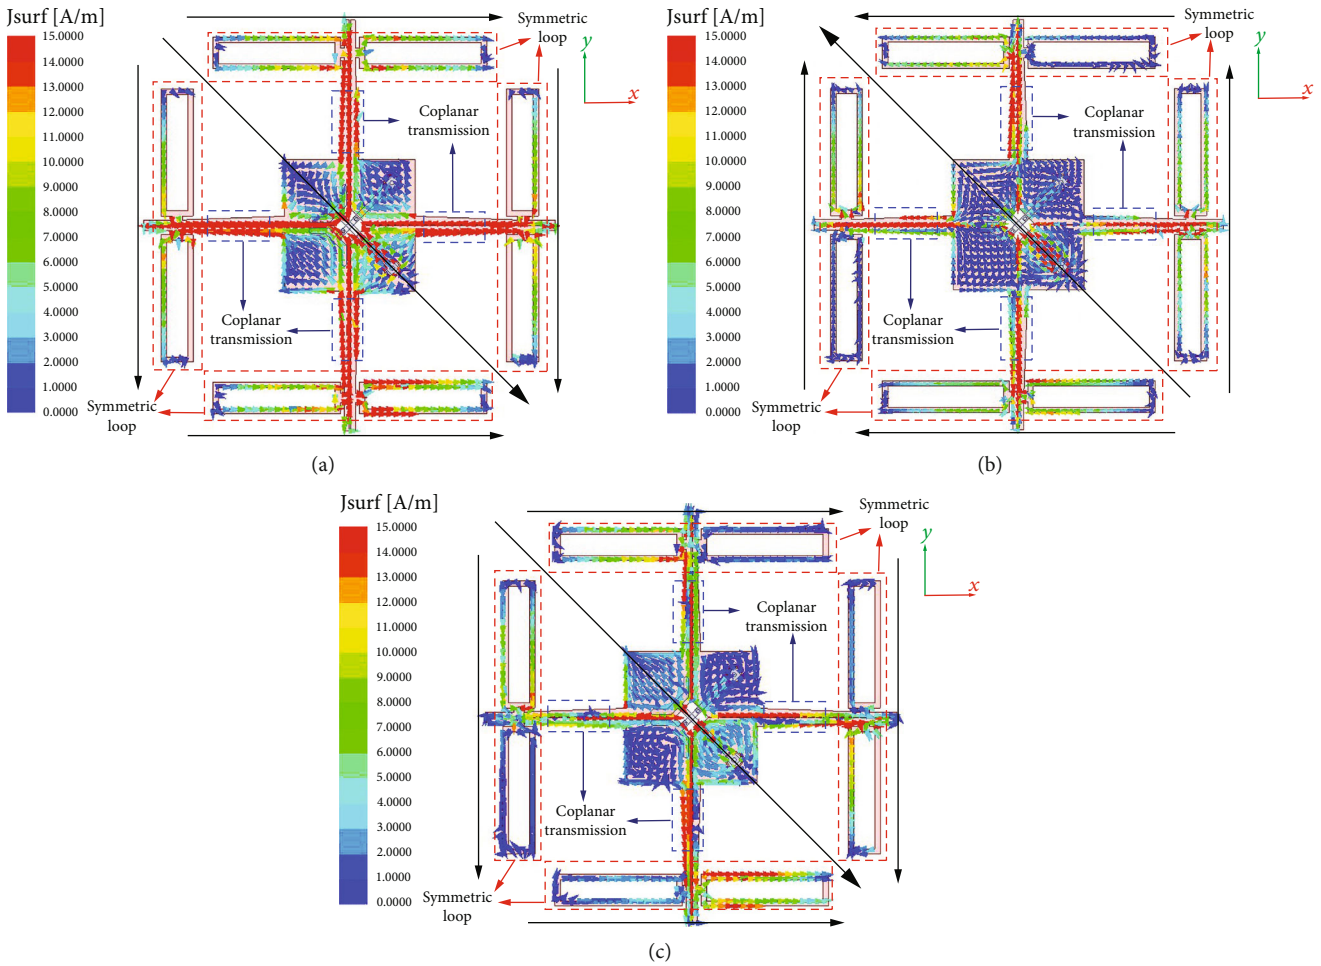 Jsurf [A/m]
15.0000
14.0000
13.0000
12.0000
11.0000
10.0000
9.0000
8.0000
7.0000
6.0000
5.0000
4.0000
3.0000
2.0000
1.0000
0.0000
Symmetric
loop
y
x
Coplanar
transmission
Coplanar
transmission
Symmetric
loop
(a)
Jsurf [A/m]
15.0000
14.0000
13.0000
12.0000
11.0000
10.0000
9.0000
8.0000
7.0000
6.0000
5.0000
4.0000
3.0000
2.0000
1.0000
0.0000
Symmetric
loop
y
x
Coplanar
transmission
Coplanar
transmission
Symmetric
loop
(b)
Jsurf [A/m]
15.0000
14.0000
13.0000
12.0000
11.0000
10.0000
9.0000
8.0000
7.0000
6.0000
5.0000
4.0000
3.0000
2.0000
1.0000
0.0000
Symmetric
loop
y
x
Coplanar
transmission
Coplanar
transmission
Symmetric
loop
(c)